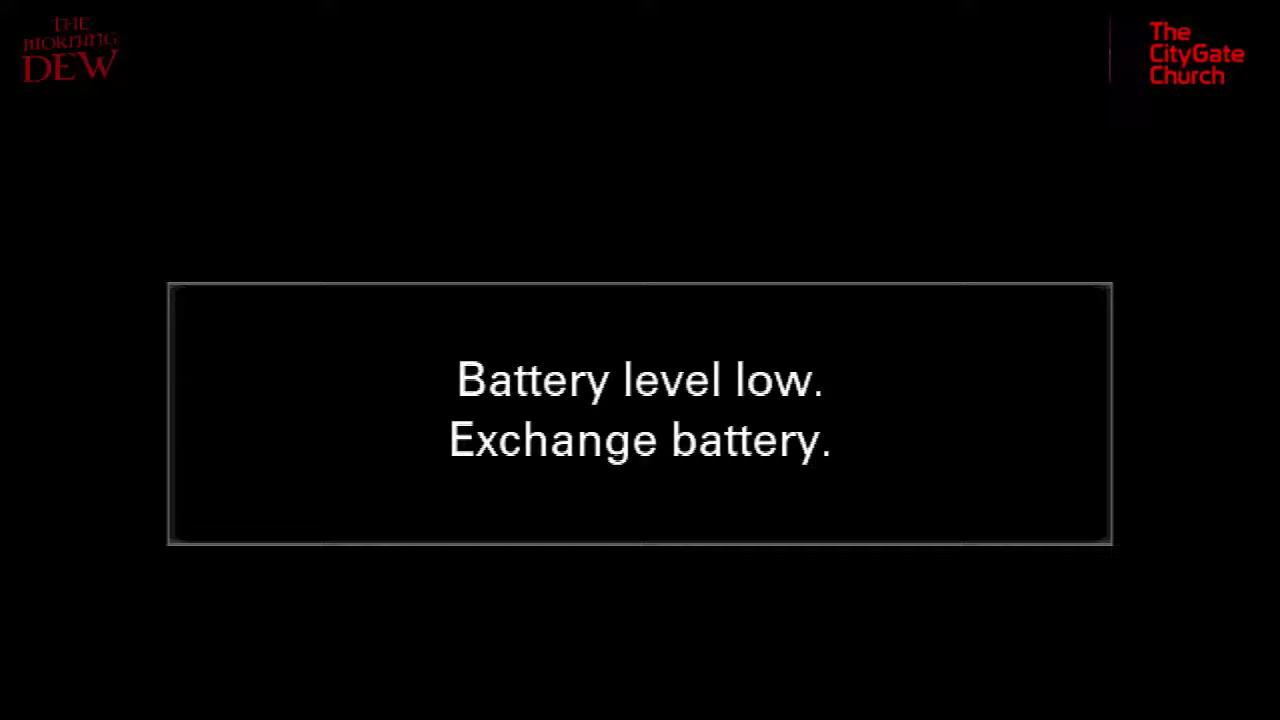 THE
MORNING
DEW
The
CityGate
Church
Battery level low.
Exchange battery.